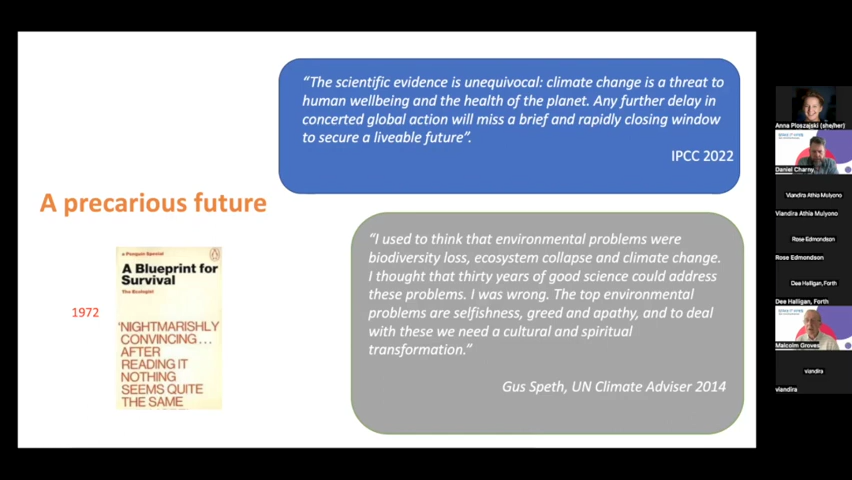 “The scientific evidence is unequivocal: climate change is a threat to
human wellbeing and the health of the planet. Any further delay in
concerted global action will miss a brief and rapidly closing window
to secure a liveable future”.
IPCC 2022
A precarious future
a Penguin Special
A Blueprint for
Survival
The Ecologist
1972
'NIGHTMARISHLY
CONVINCING...
AFTER
READING IT
NOTHING
SEEMS QUITE
THE SAME
“I used to think that environmental problems were
biodiversity loss, ecosystem collapse and climate change.
I thought that thirty years of good science could address
these problems. I was wrong. The top environmental
problems are selfishness, greed and apathy, and to deal
with these we need a cultural and spiritual
transformation.”
Gus Speth, UN Climate Adviser 2014
Anna Ploszajski (she/her)
Daniel Charny
Viandira Athia Mulyono
Viandira Athia Mulyono
Rose Edmondson
Rose Edmondson
Dee Halligan, Forth
Dee Halligan, Forth
Malcolm Groves
viandira
viandira